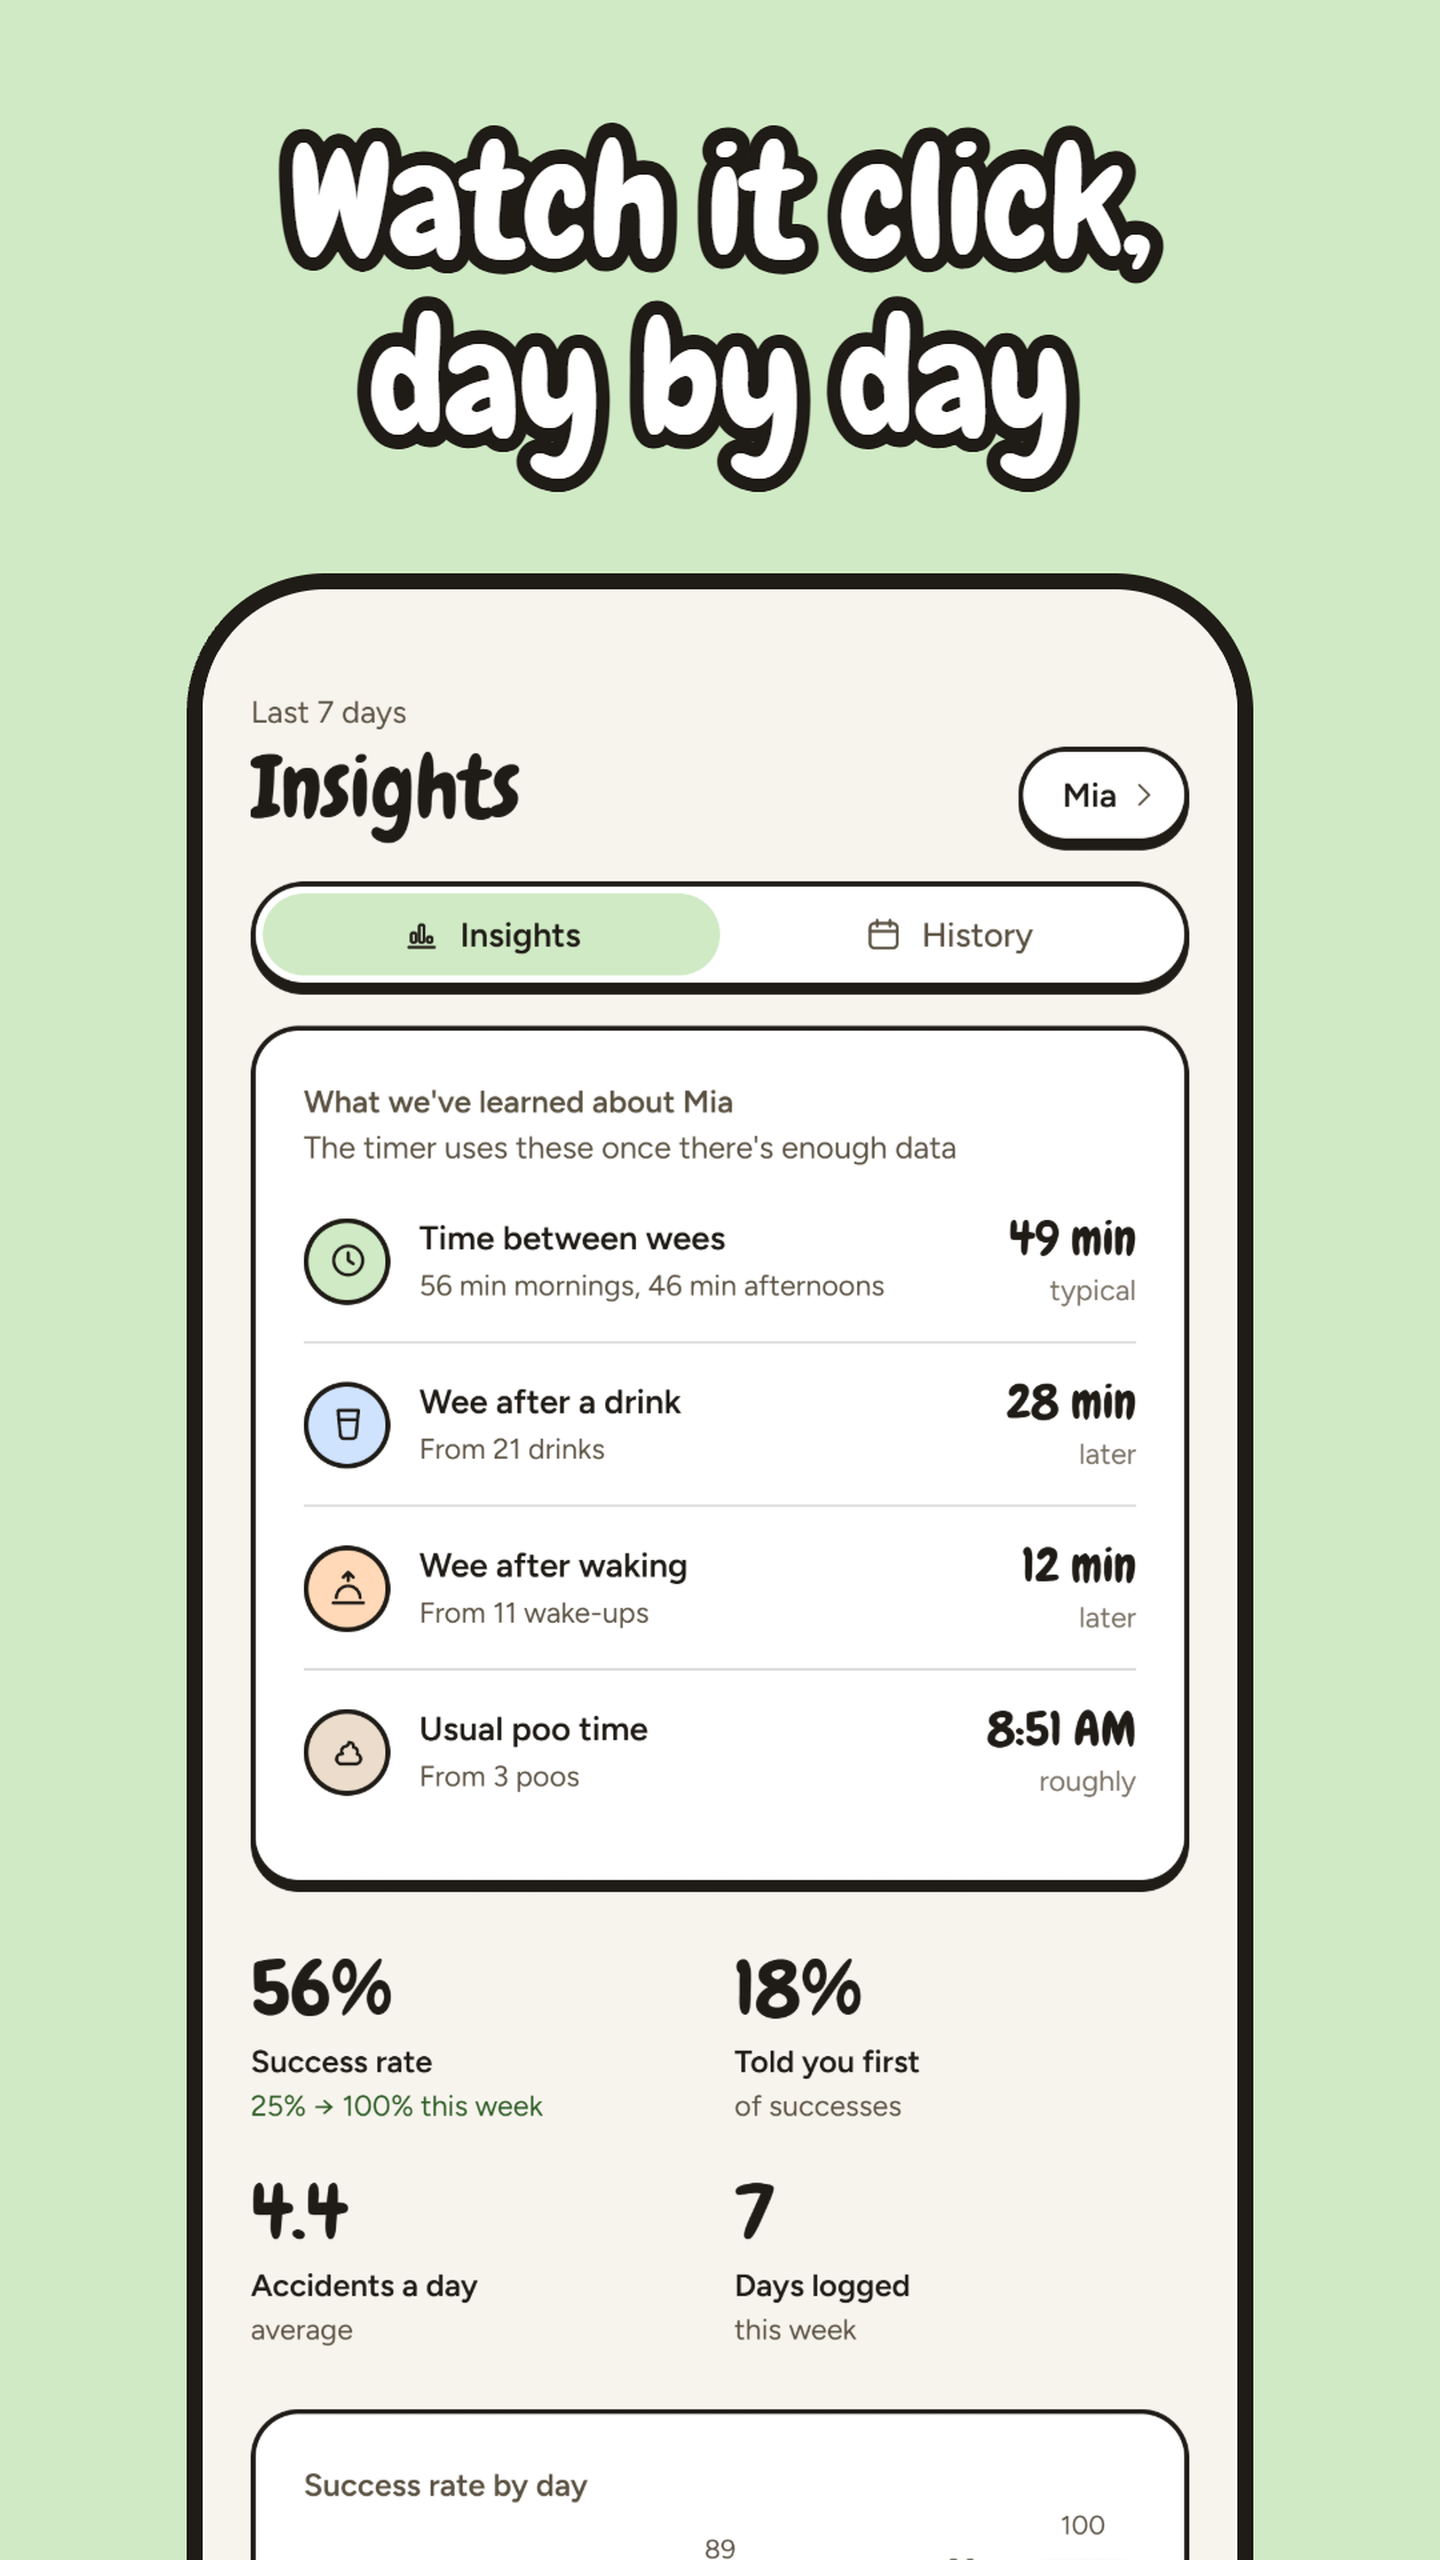 Watch it click,
day by day
Last 7 days
Insights
Mia
Insights
History
What we've learned about Mia
The timer uses these once there's enough data
Time between wees
49 min
56 min mornings, 46 min afternoons
typical
Wee after a drink
28 min
From 21 drinks
later
Wee after waking
12 min
From 11 wake-ups
later
Usual poo time
8:51 AM
From 3 poos
roughly
56%
18%
Success rate
Told you first
25% → 100% this week
of successes
4.4
7
Accidents a day
Days logged
average
this week
Success rate by day
100
89